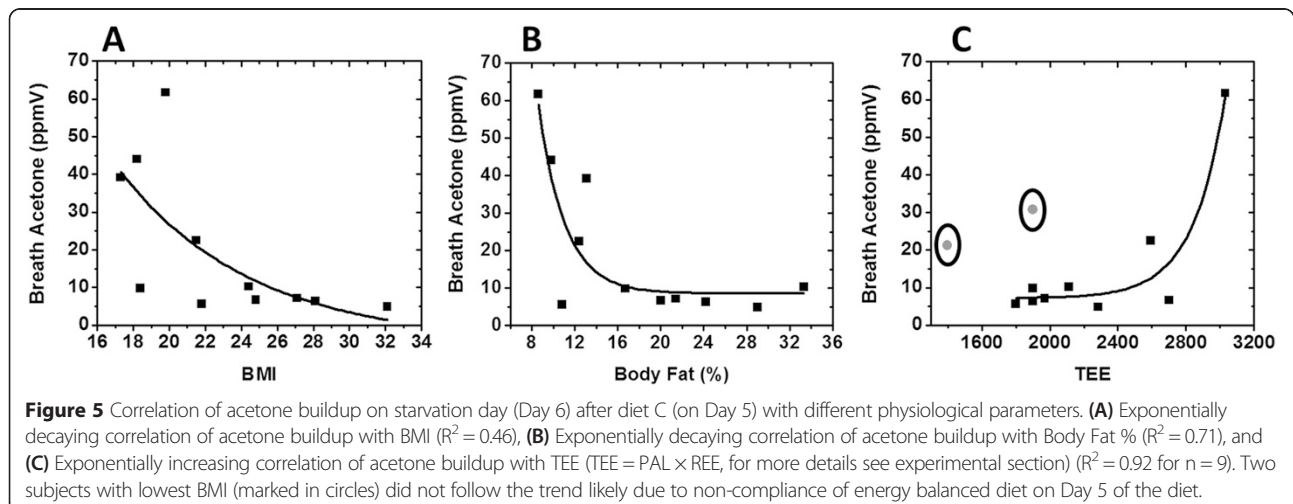 A
B
C
Breath Acetone (ppmV)
70
60
50
40
30
20
10
0
16 18 20 22 24 26 28 30 32 34
BMI
Breath Acetone (ppmV)
70
60
50
40
30
20
10
0
8 12 16 20 24 28 32 36
Body Fat (%)
Breath Acetone (ppmV)
70
60
50
40
30
20
10
0
1600 2000 2400 2800 3200
TEE
Figure 5 Correlation of acetone buildup on starvation day (Day 6) after diet C (on Day 5) with different physiological parameters. (A) Exponentially
decaying correlation of acetone buildup with BMI (R² = 0.46), (B) Exponentially decaying correlation of acetone buildup with Body Fat % (R² = 0.71), and
(C) Exponentially increasing correlation of acetone buildup with TEE (TEE = PAL × REE, for more details see experimental section) (R² = 0.92 for n = 9). Two
subjects with lowest BMI (marked in circles) did not follow the trend likely due to non-compliance of energy balanced diet on Day 5 of the diet.